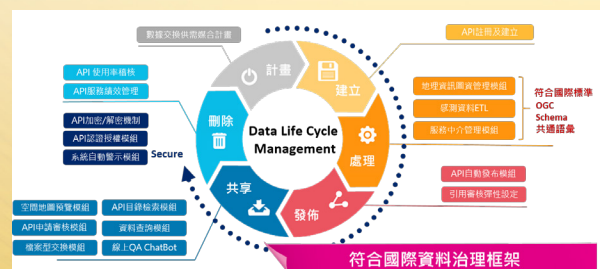 數據交換供需媒合計畫
API註冊及建立
計畫
建立
API 使用率稽核
API服務績效管理
刪除
Data Life Cycle
Management
處理
地理資訊圖資管理模組
感測資料ETL
服務中介管理模組
符合國際標準
OGC
Schema
共通語彙
API加密/解密機制
API認證授權模組
系統自動警示模組
Secure
共享
發佈
API自動發布模組
引用審核彈性設定
空間地圖預覽模組
API目錄檢索模組
API申請審核模組
資料查詢模組
檔案型交換模組
線上QA ChatBot
符合國際資料治理框架